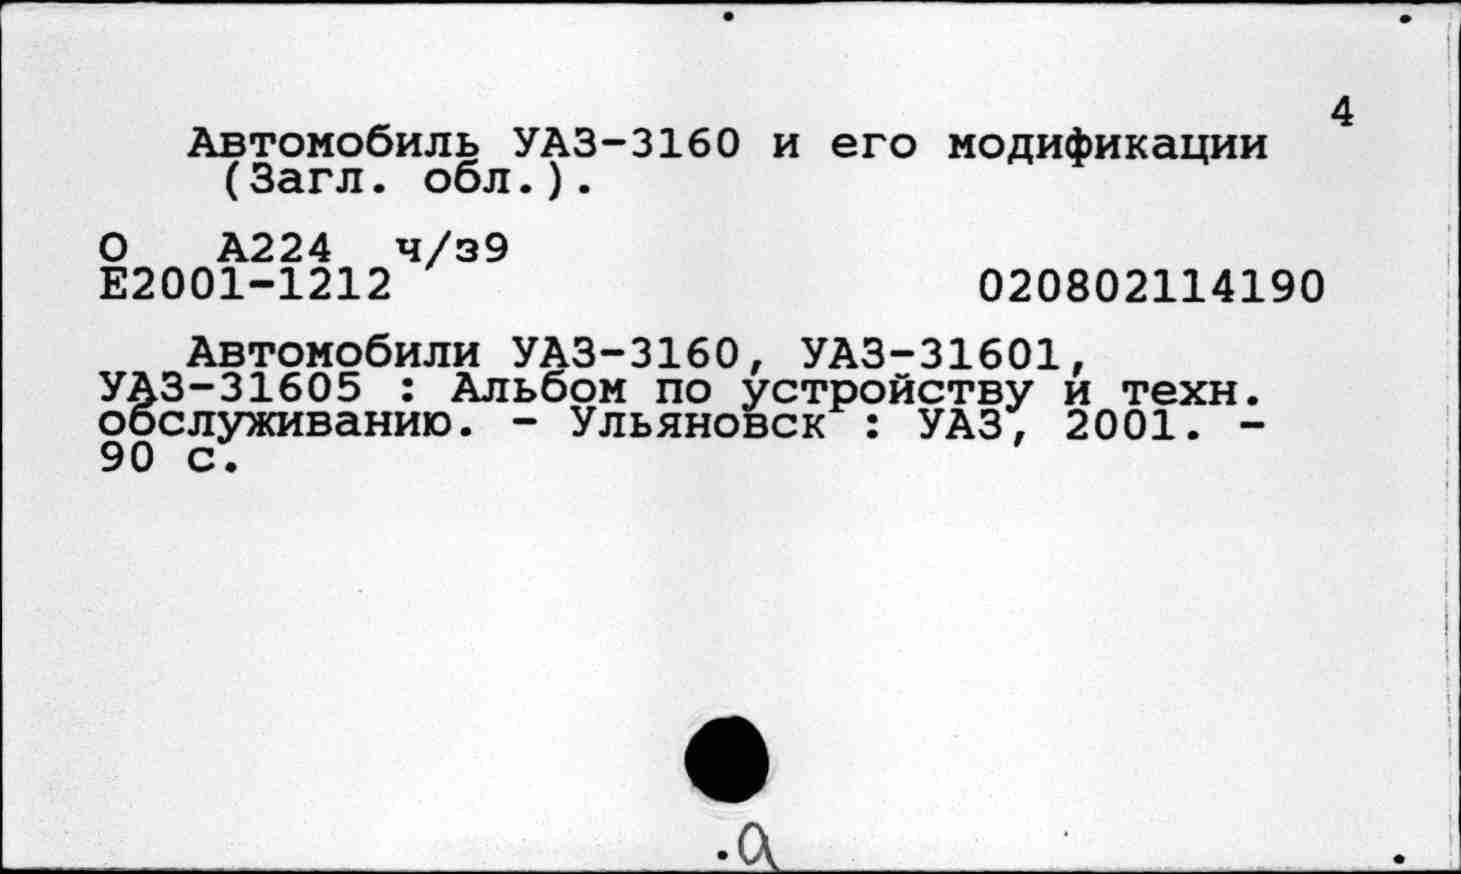 4
Автомобиль УАЗ-3160 и его модификации
(Загл. обл.).
О А224 ч/з9
Е2001-1212 020802114190
Автомобили УАЗ-3160, УАЗ-31601,
УАЗ-31605 : Альбом по устройству и техн.
обслуживанию. - Ульяновск : УАЗ, 2001. -
90 с.